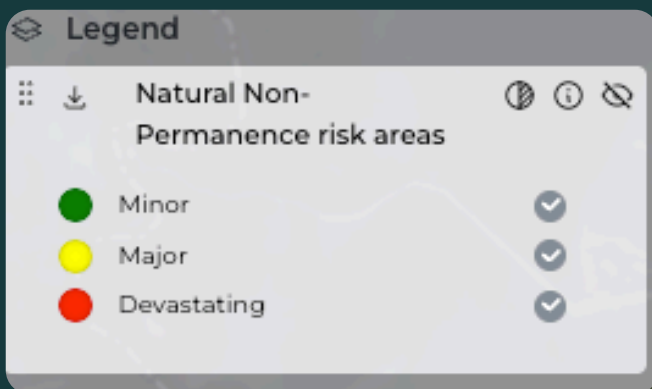 Legend
Natural Non-
Permanence risk areas
Minor
Major
Devastating